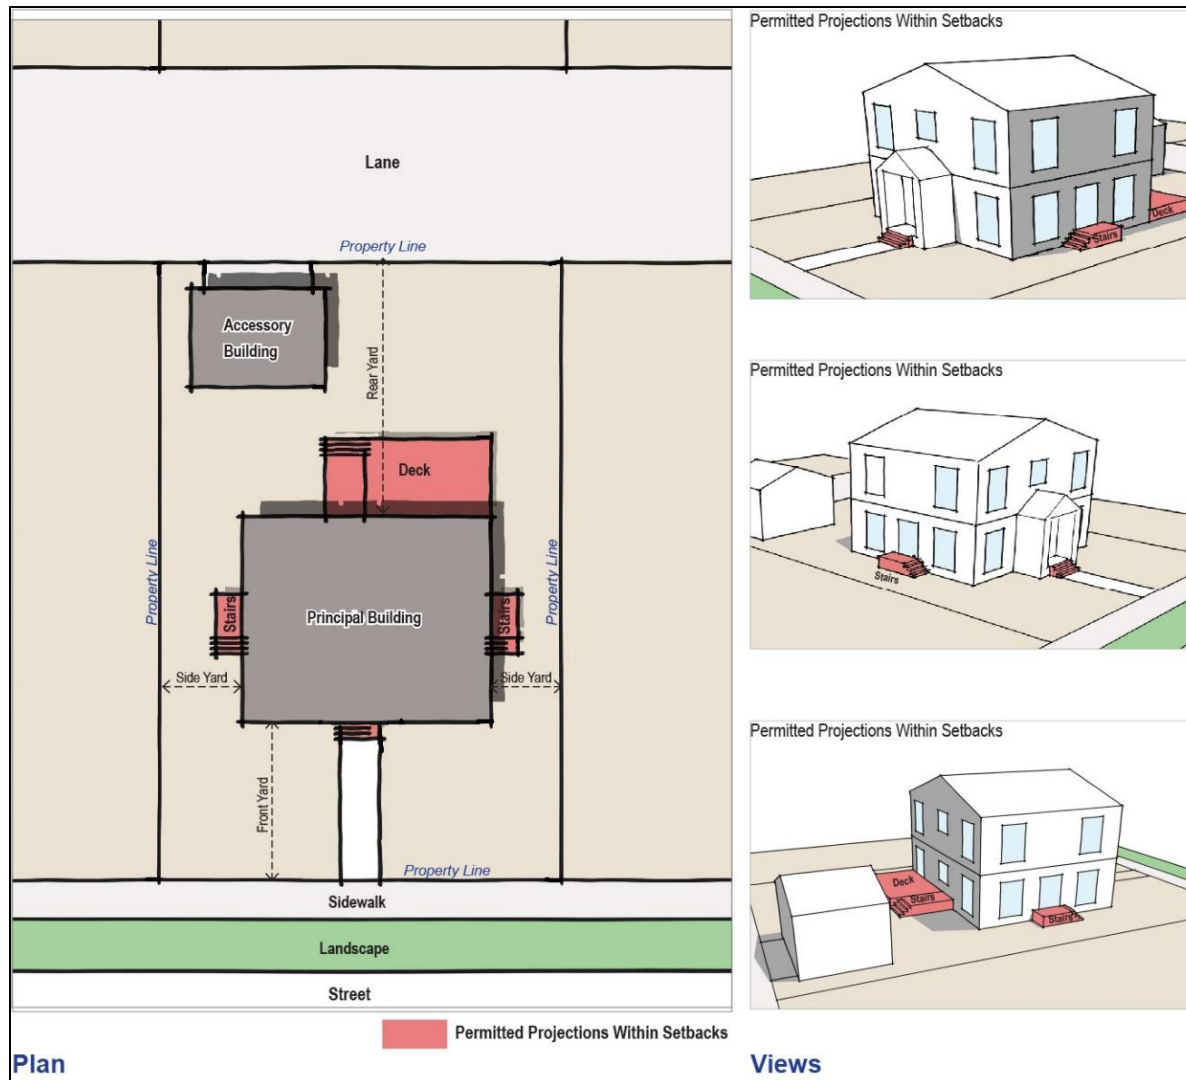 Lane
Property Line
Accessory
Building
Rear Yard
Deck
Property Line
Property Line
Stairs
Principal Building
Stairs
Side Yard
Side Yard
Front Yard
Property Line
Sidewalk
Landscape
Street
Permitted Projections Within Setbacks
Plan
Permitted Projections Within Setbacks
Deck
Stairs
Permitted Projections Within Setbacks
Stairs
Permitted Projections Within Setbacks
Deck
Stairs
Stairs
Views